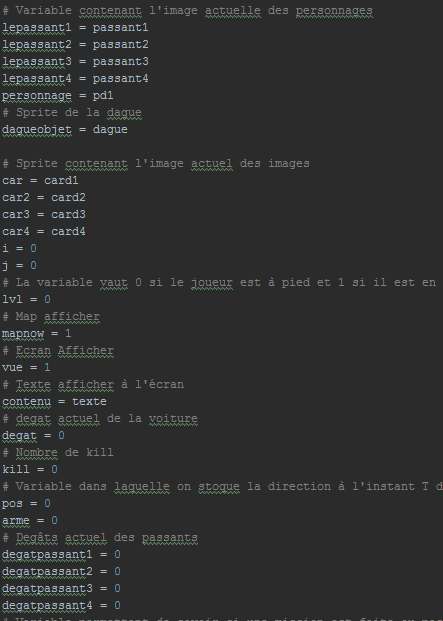 # Variable contenant l'image actuelle des personnages
lepassant1 = passant1
lepassant2 = passant2
lepassant3 = passant3
lepassant4 = passant4
personnage = pd1
# Sprite de la dague
dagueobjet = dague
# Sprite contenant l'image actuel des images
car = card1
car2 = card2
car3 = card3
car4 = card4
i = 0
j = 0
# La variable vaut 0 si le joueur est à pied et 1 si il est en
lvl = 0
# Map afficher
mapnow = 1
# Ecran Afficher
vue = 1
# Texte afficher à l'écran
contenu = texte
# degat actuel de la voiture
degat = 0
# Nombre de kill
kill = 0
# Variable dans laquelle on stoque la direction à l'instant T d
pos = 0
arme = 0
# Degâts actuel des passants
degatpassant1 = 0
degatpassant2 = 0
degatpassant3 = 0
degatpassant4 = 0